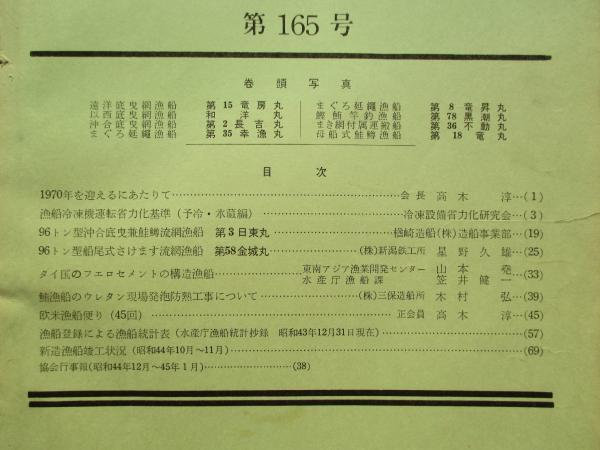 第 165 号
巻頭写真
遠洋底曳網漁船 第15竜房丸
以西底曳網漁船 和洋丸
沖合底曳網漁船 第2長吉丸
まぐろ延縄漁船 第35幸漁丸
まぐろ延縄漁船 第8竜昇丸
鰹鮪竿釣漁船 第78黒潮丸
まき網付属運搬船 第36不動丸
母船式鮭鱒漁船 第18竜丸
目次
1970年を迎えるにあたりて……会長 高木 淳…(1)
漁船冷凍機運転省力化基準（予冷・氷蔵編）……冷凍設備省力化研究会…(3)
96トン型沖合底曳兼鮭鱒流網漁船 第3日東丸……楢崎造船(株)造船事業部…(19)
96トン型船尾式さけます流網漁船 第58金城丸……(株)新潟鉄工所 星野久雄…(25)
タイ国のフエロセメントの構造漁船……東南アジア漁業開発センター 山本 堯
水産庁漁船課 笠井健一…(33)
鮪漁船のウレタン現場発泡防熱工事について……(株)三保造船所 木村 弘…(39)
欧米漁船便り（45回）……正会員 高木 淳…(45)
漁船登録による漁船統計表（水産庁漁船統計抄録 昭和43年12月31日現在）……(57)
新造漁船竣工状況（昭和44年10月～11月）……(69)
協会行事報(昭和44年12月～45年1月)……(38)